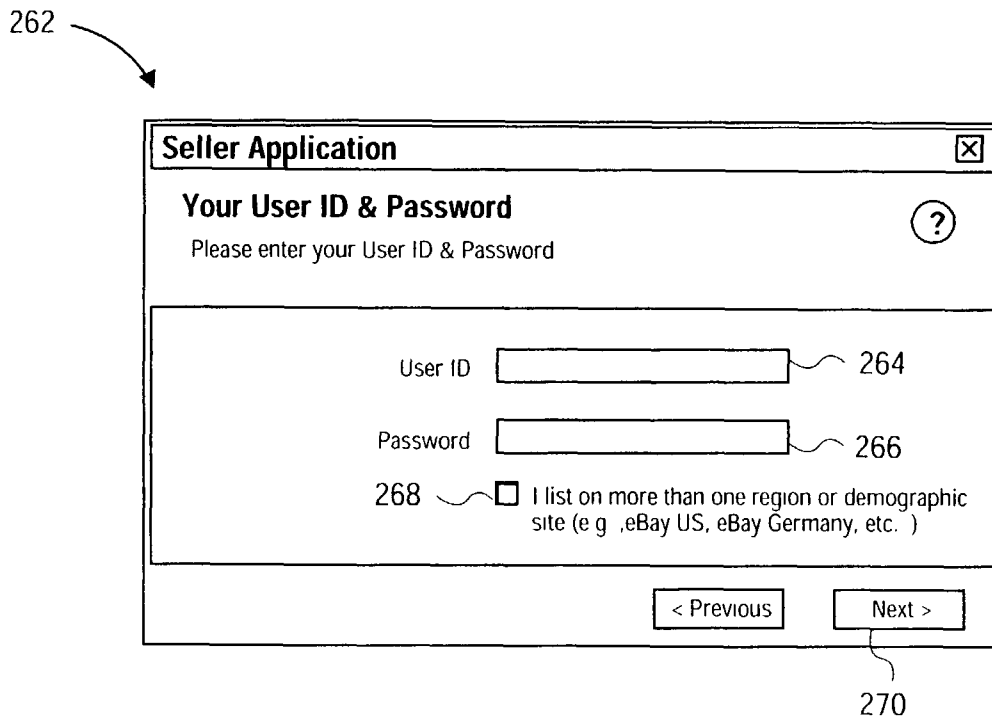 262
Seller Application
Your User ID & Password
?
Please enter your User ID & Password
User ID
264
Password
266
268
I list on more than one region or demographic
site (e g ,eBay US, eBay Germany, etc. )
< Previous
Next >
270